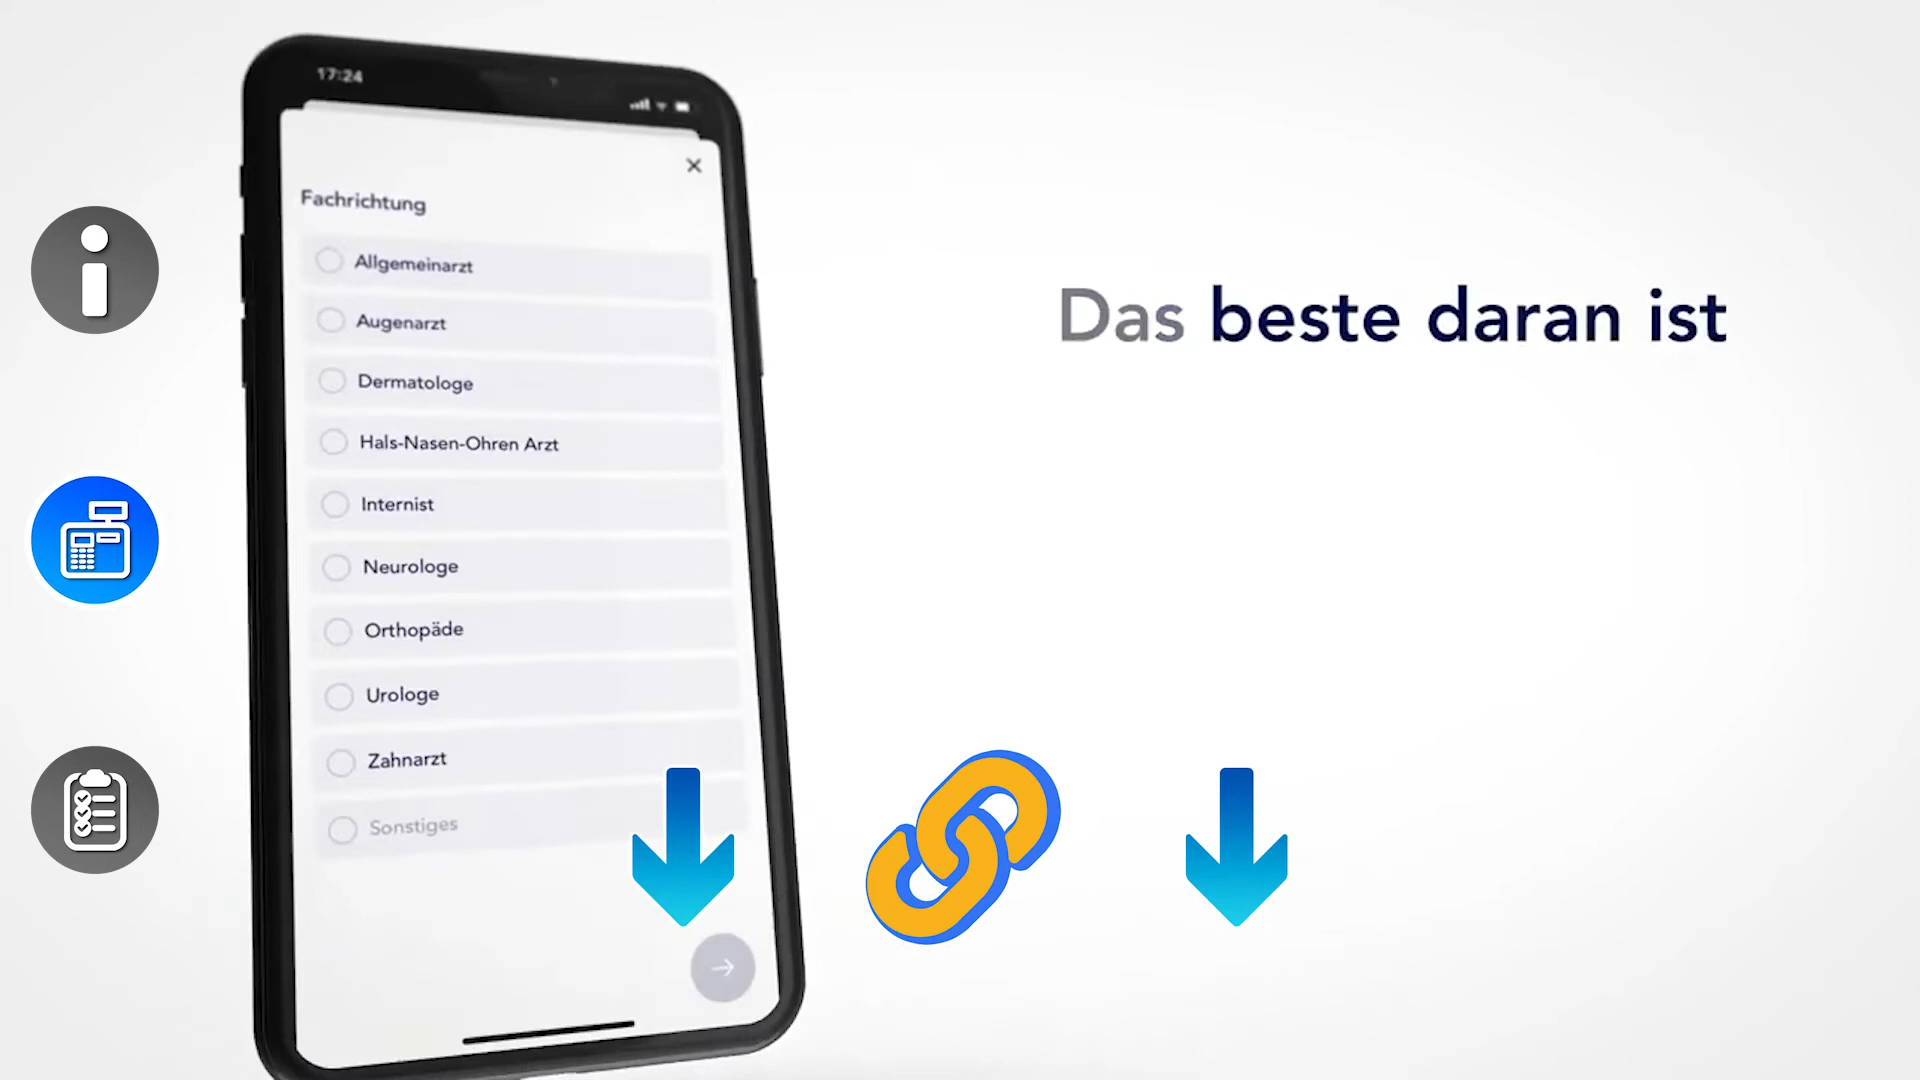 17:24
Fachrichtung
Allgemeinarzt
Augenarzt
Dermatologe
Hals-Nasen-Ohren Arzt
Internist
Neurologe
Orthopäde
Urologe
Zahnarzt
Sonstiges
Das beste daran ist